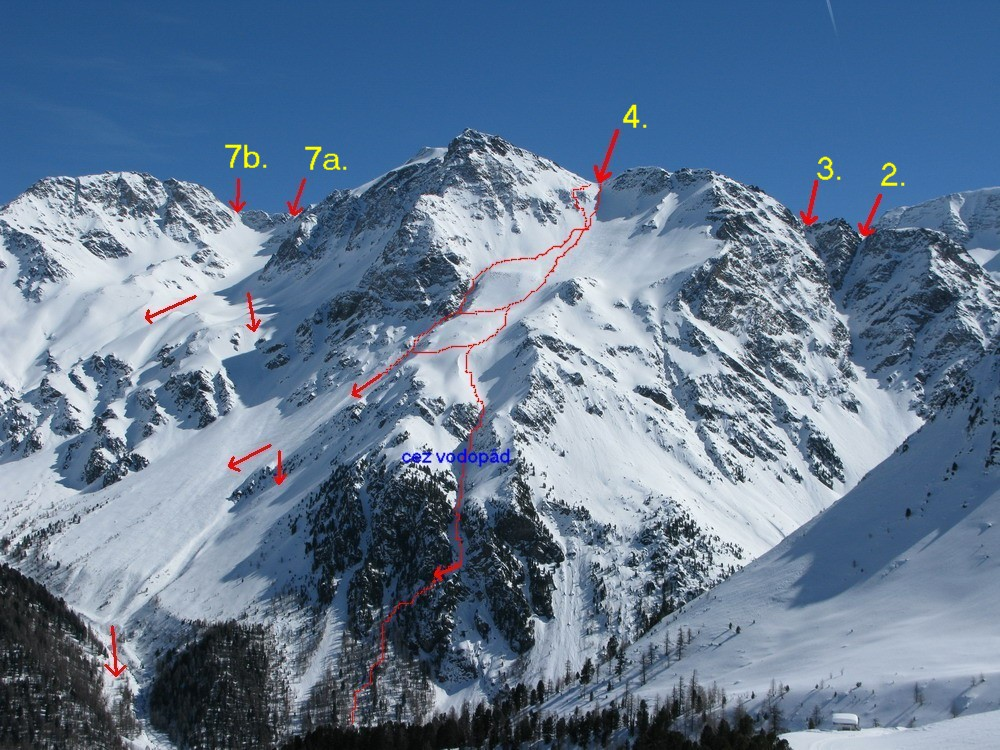 4.
7b.
7a.
3.
2.
cez vodopád